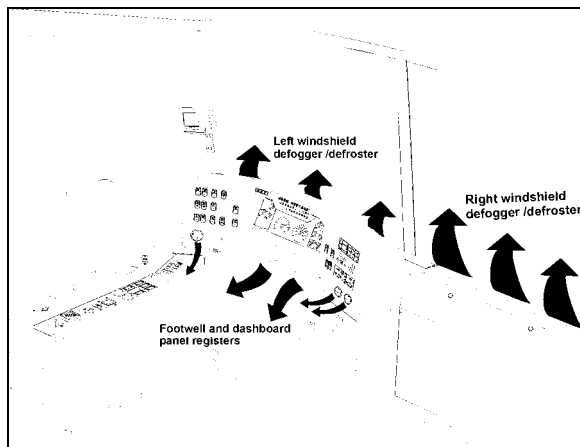 Left windshield
defogger /defroster
Right windshield
defogger /defroster
Footwell and dashboard
panel registers